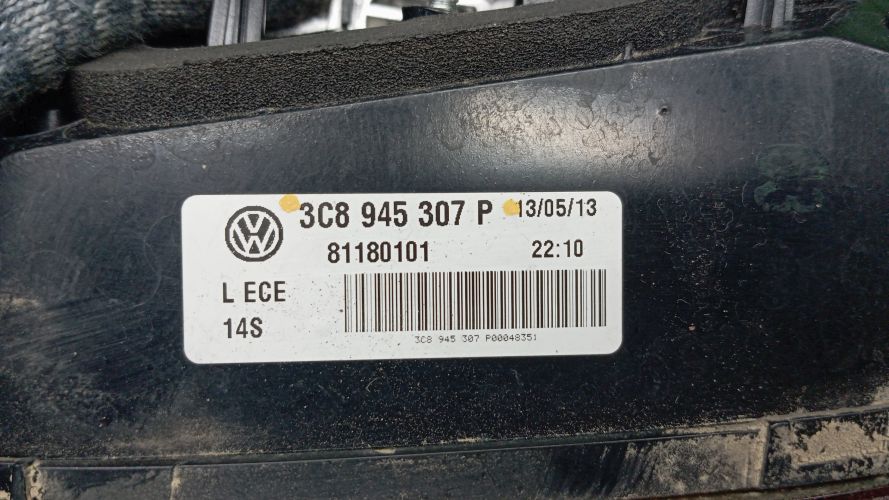 3C8 945 307 P 13/05/13
81180101 22:10
L ECE
14S
3C8 945 307 P00048351